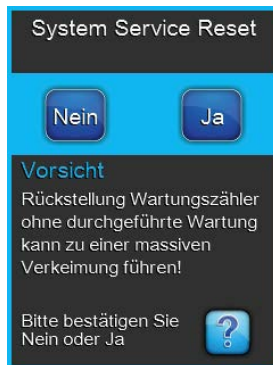 System Service Reset
Nein Ja
Vorsicht
Rückstellung Wartungszähler
ohne durchgeführte Wartung
kann zu einer massiven
Verkeimung führen!
Bitte bestätigen Sie
Nein oder Ja
?